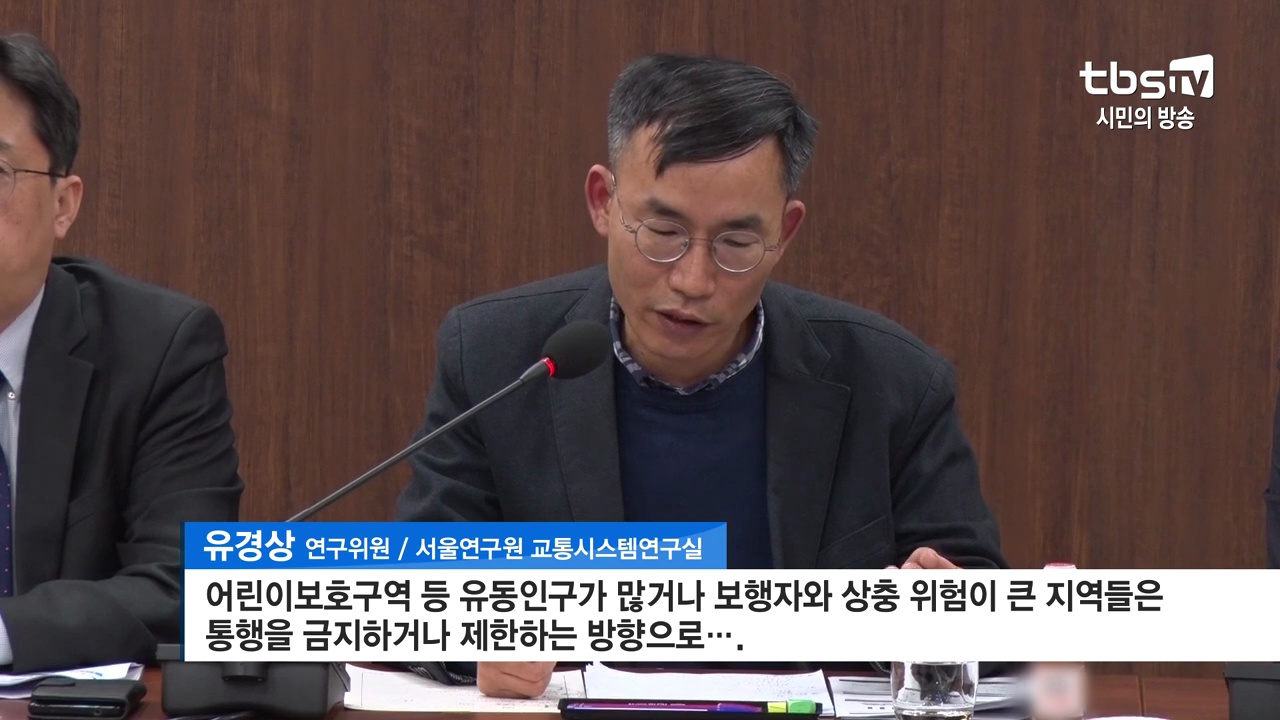 tbsTV
시민의 방송
유경상 연구위원 / 서울연구원 교통시스템연구실
어린이보호구역 등 유동인구가 많거나 보행자와 상충 위험이 큰 지역들은
통행을 금지하거나 제한하는 방향으로….